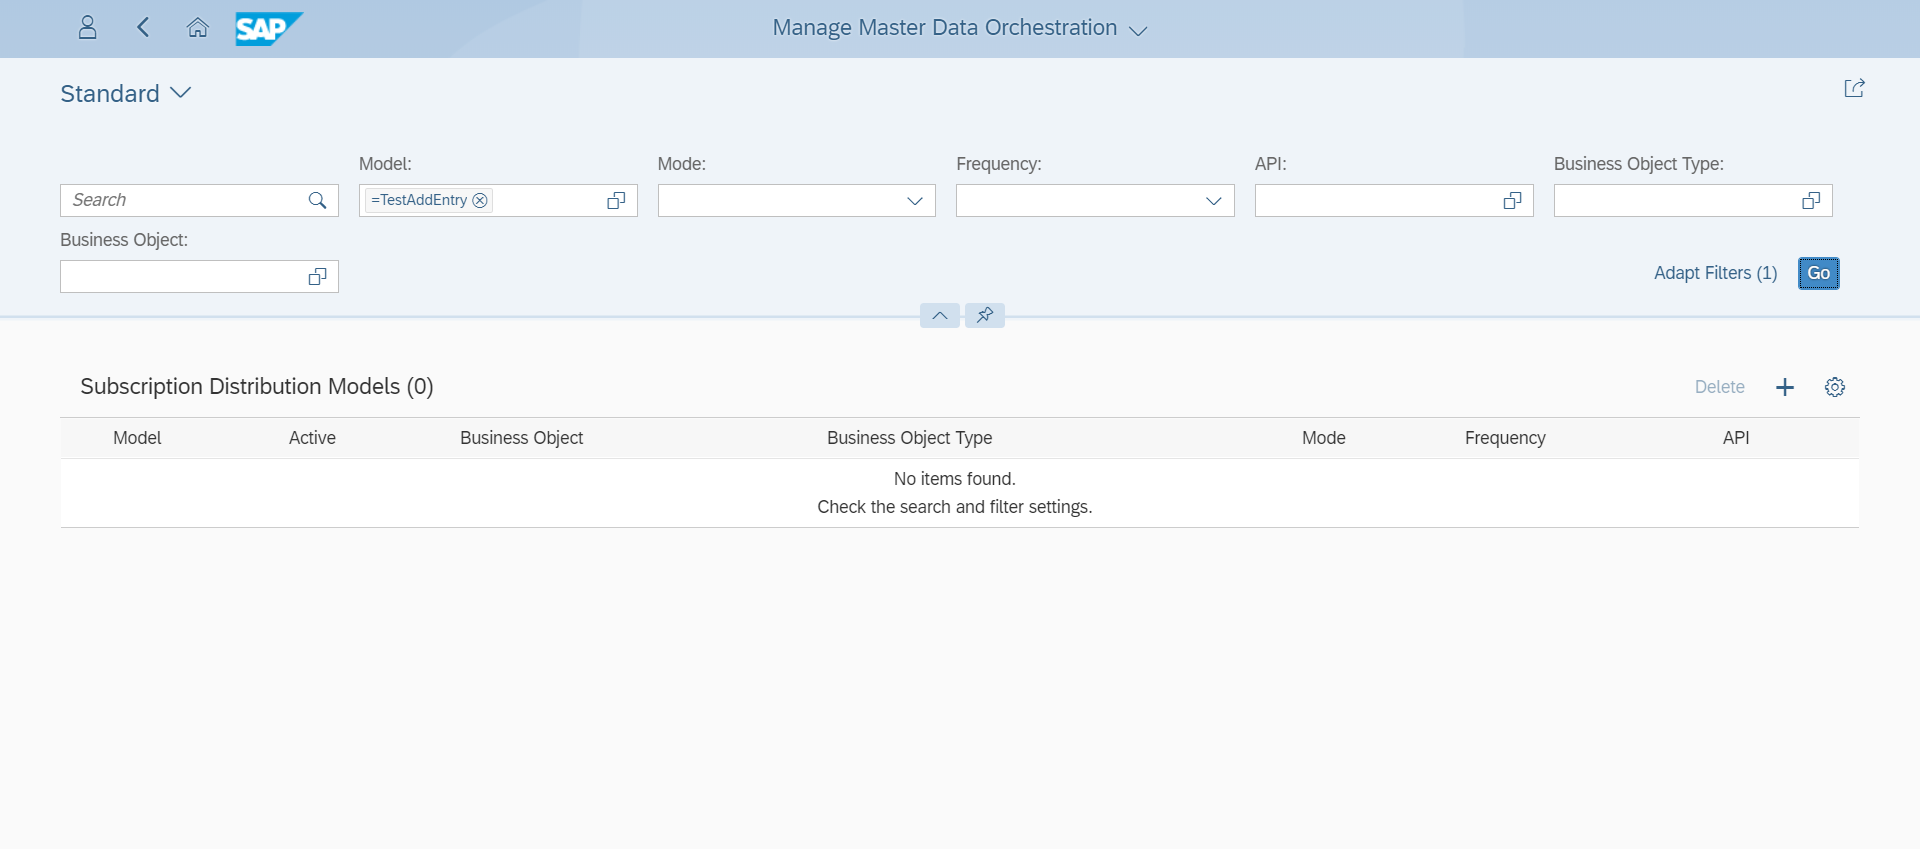 SAP
Manage Master Data Orchestration
Standard
Model:
Mode:
Frequency:
API:
Business Object Type:
Search
=TestAddEntry
Business Object:
Adapt Filters (1)
Go
Subscription Distribution Models (0)
Delete
Model
Active
Business Object
Business Object Type
Mode
Frequency
API
No items found.
Check the search and filter settings.